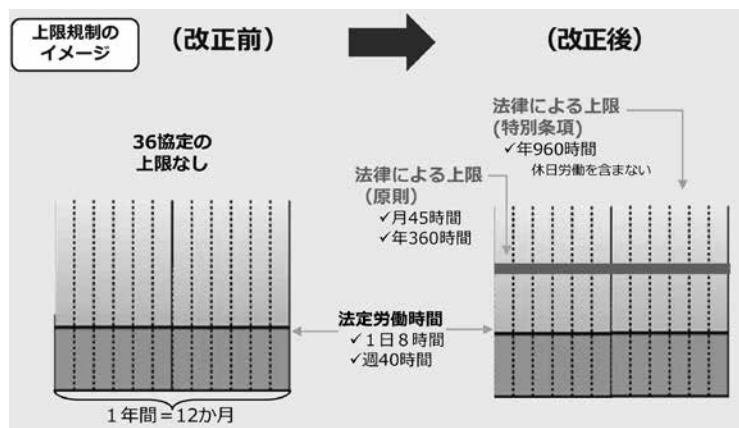 上限規制の
イメージ
（改正前）
（改正後）
36協定の
上限なし
法律による上限
(特別条項)
✓年960時間
休日労働を含まない
法律による上限
（原則）
✓月45時間
✓年360時間
法定労働時間
✓１日８時間
✓週40時間
１年間＝12か月